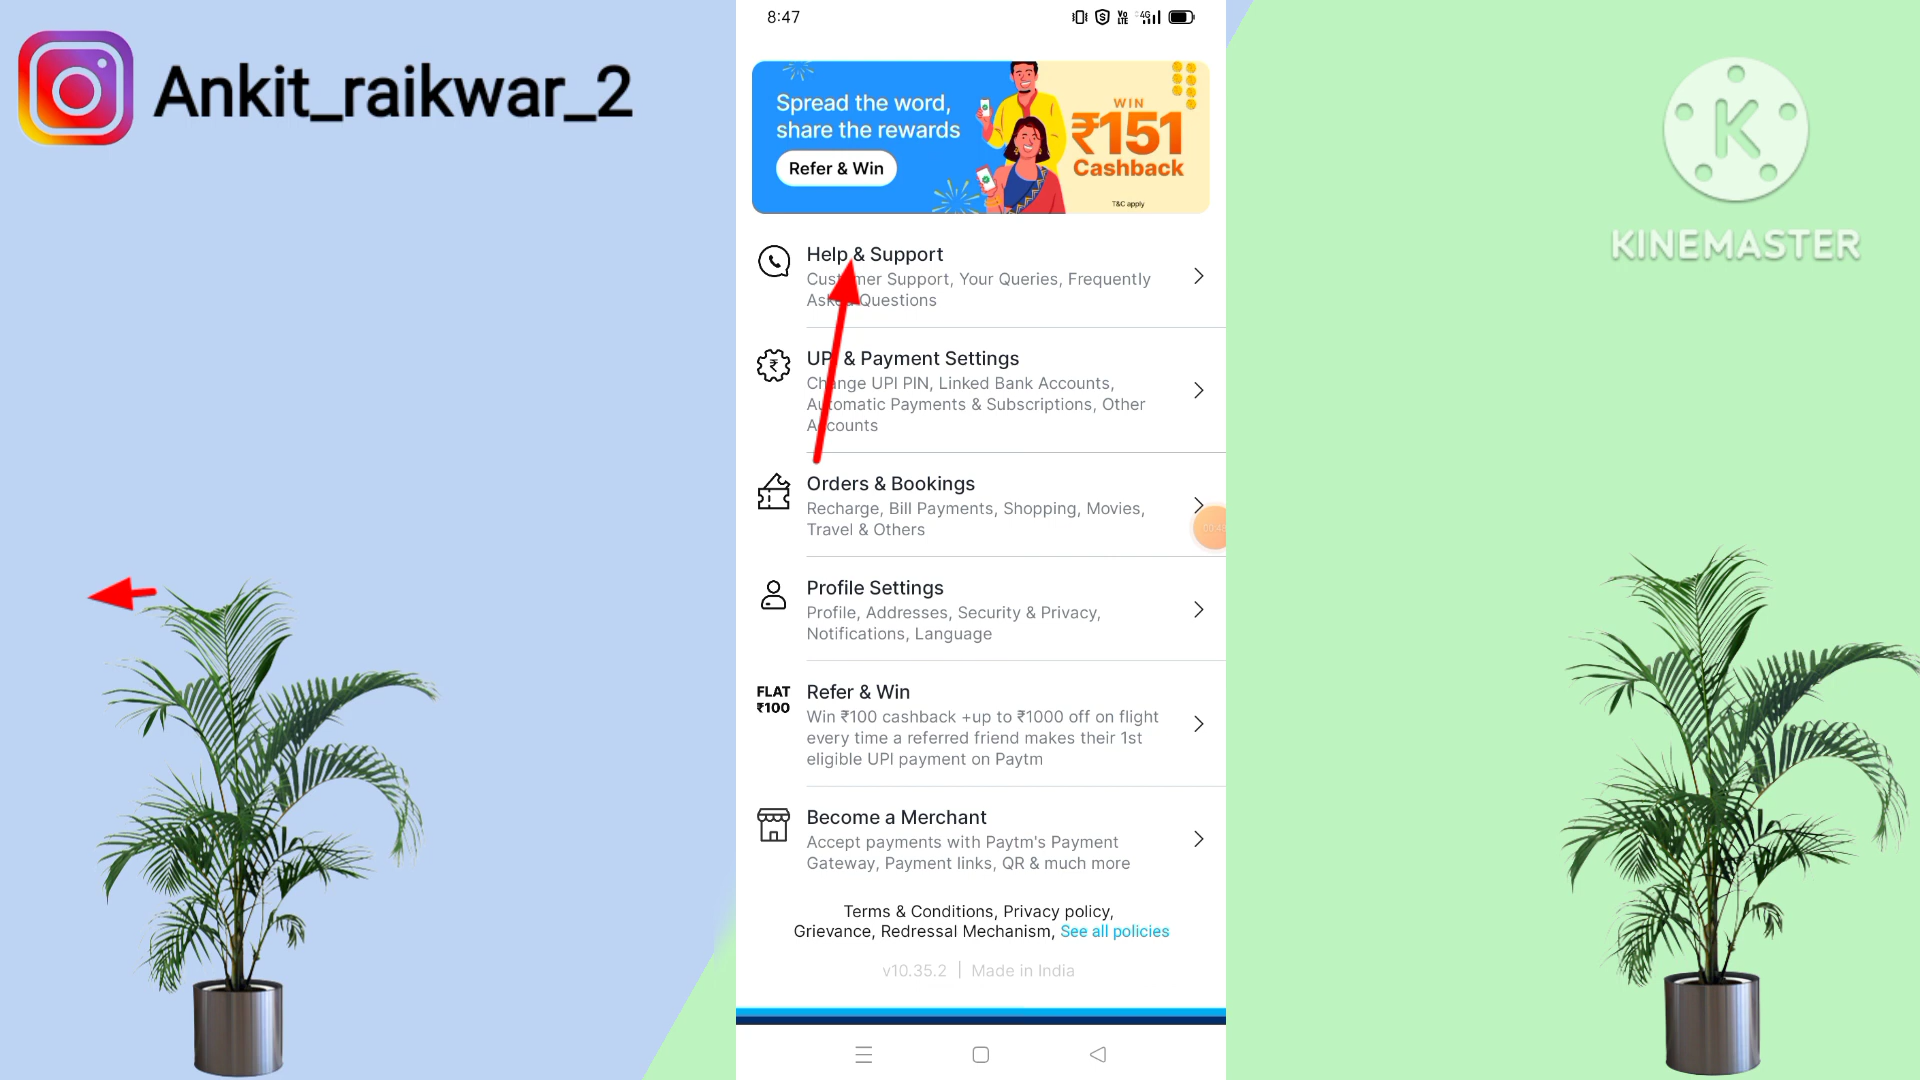 Ankit_raikwar_2
8:47
Vo
LTE
4G
Spread the word,
share the rewards
Refer & Win
WIN
₹151
Cashback
T&C apply
K
KINEMASTER
Help & Support
Customer Support, Your Queries, Frequently
Asked Questions
UPI & Payment Settings
Change UPI PIN, Linked Bank Accounts,
Automatic Payments & Subscriptions, Other
Accounts
Orders & Bookings
Recharge, Bill Payments, Shopping, Movies,
Travel & Others
Profile Settings
Profile, Addresses, Security & Privacy,
Notifications, Language
FLAT
₹100
Refer & Win
Win ₹100 cashback +up to ₹1000 off on flight
every time a referred friend makes their 1st
eligible UPI payment on Paytm
Become a Merchant
Accept payments with Paytm's Payment
Gateway, Payment links, QR & much more
Terms & Conditions, Privacy policy,
Grievance, Redressal Mechanism, See all policies
v10.35.2 | Made in India